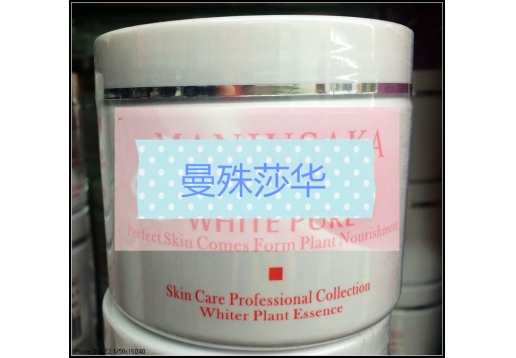 MANJUSAKA
曼殊莎华
WHITE PURE
Perfect Skin Comes Form Plant Nourishment
Skin Care Professional Collection
Whiter Plant Essence